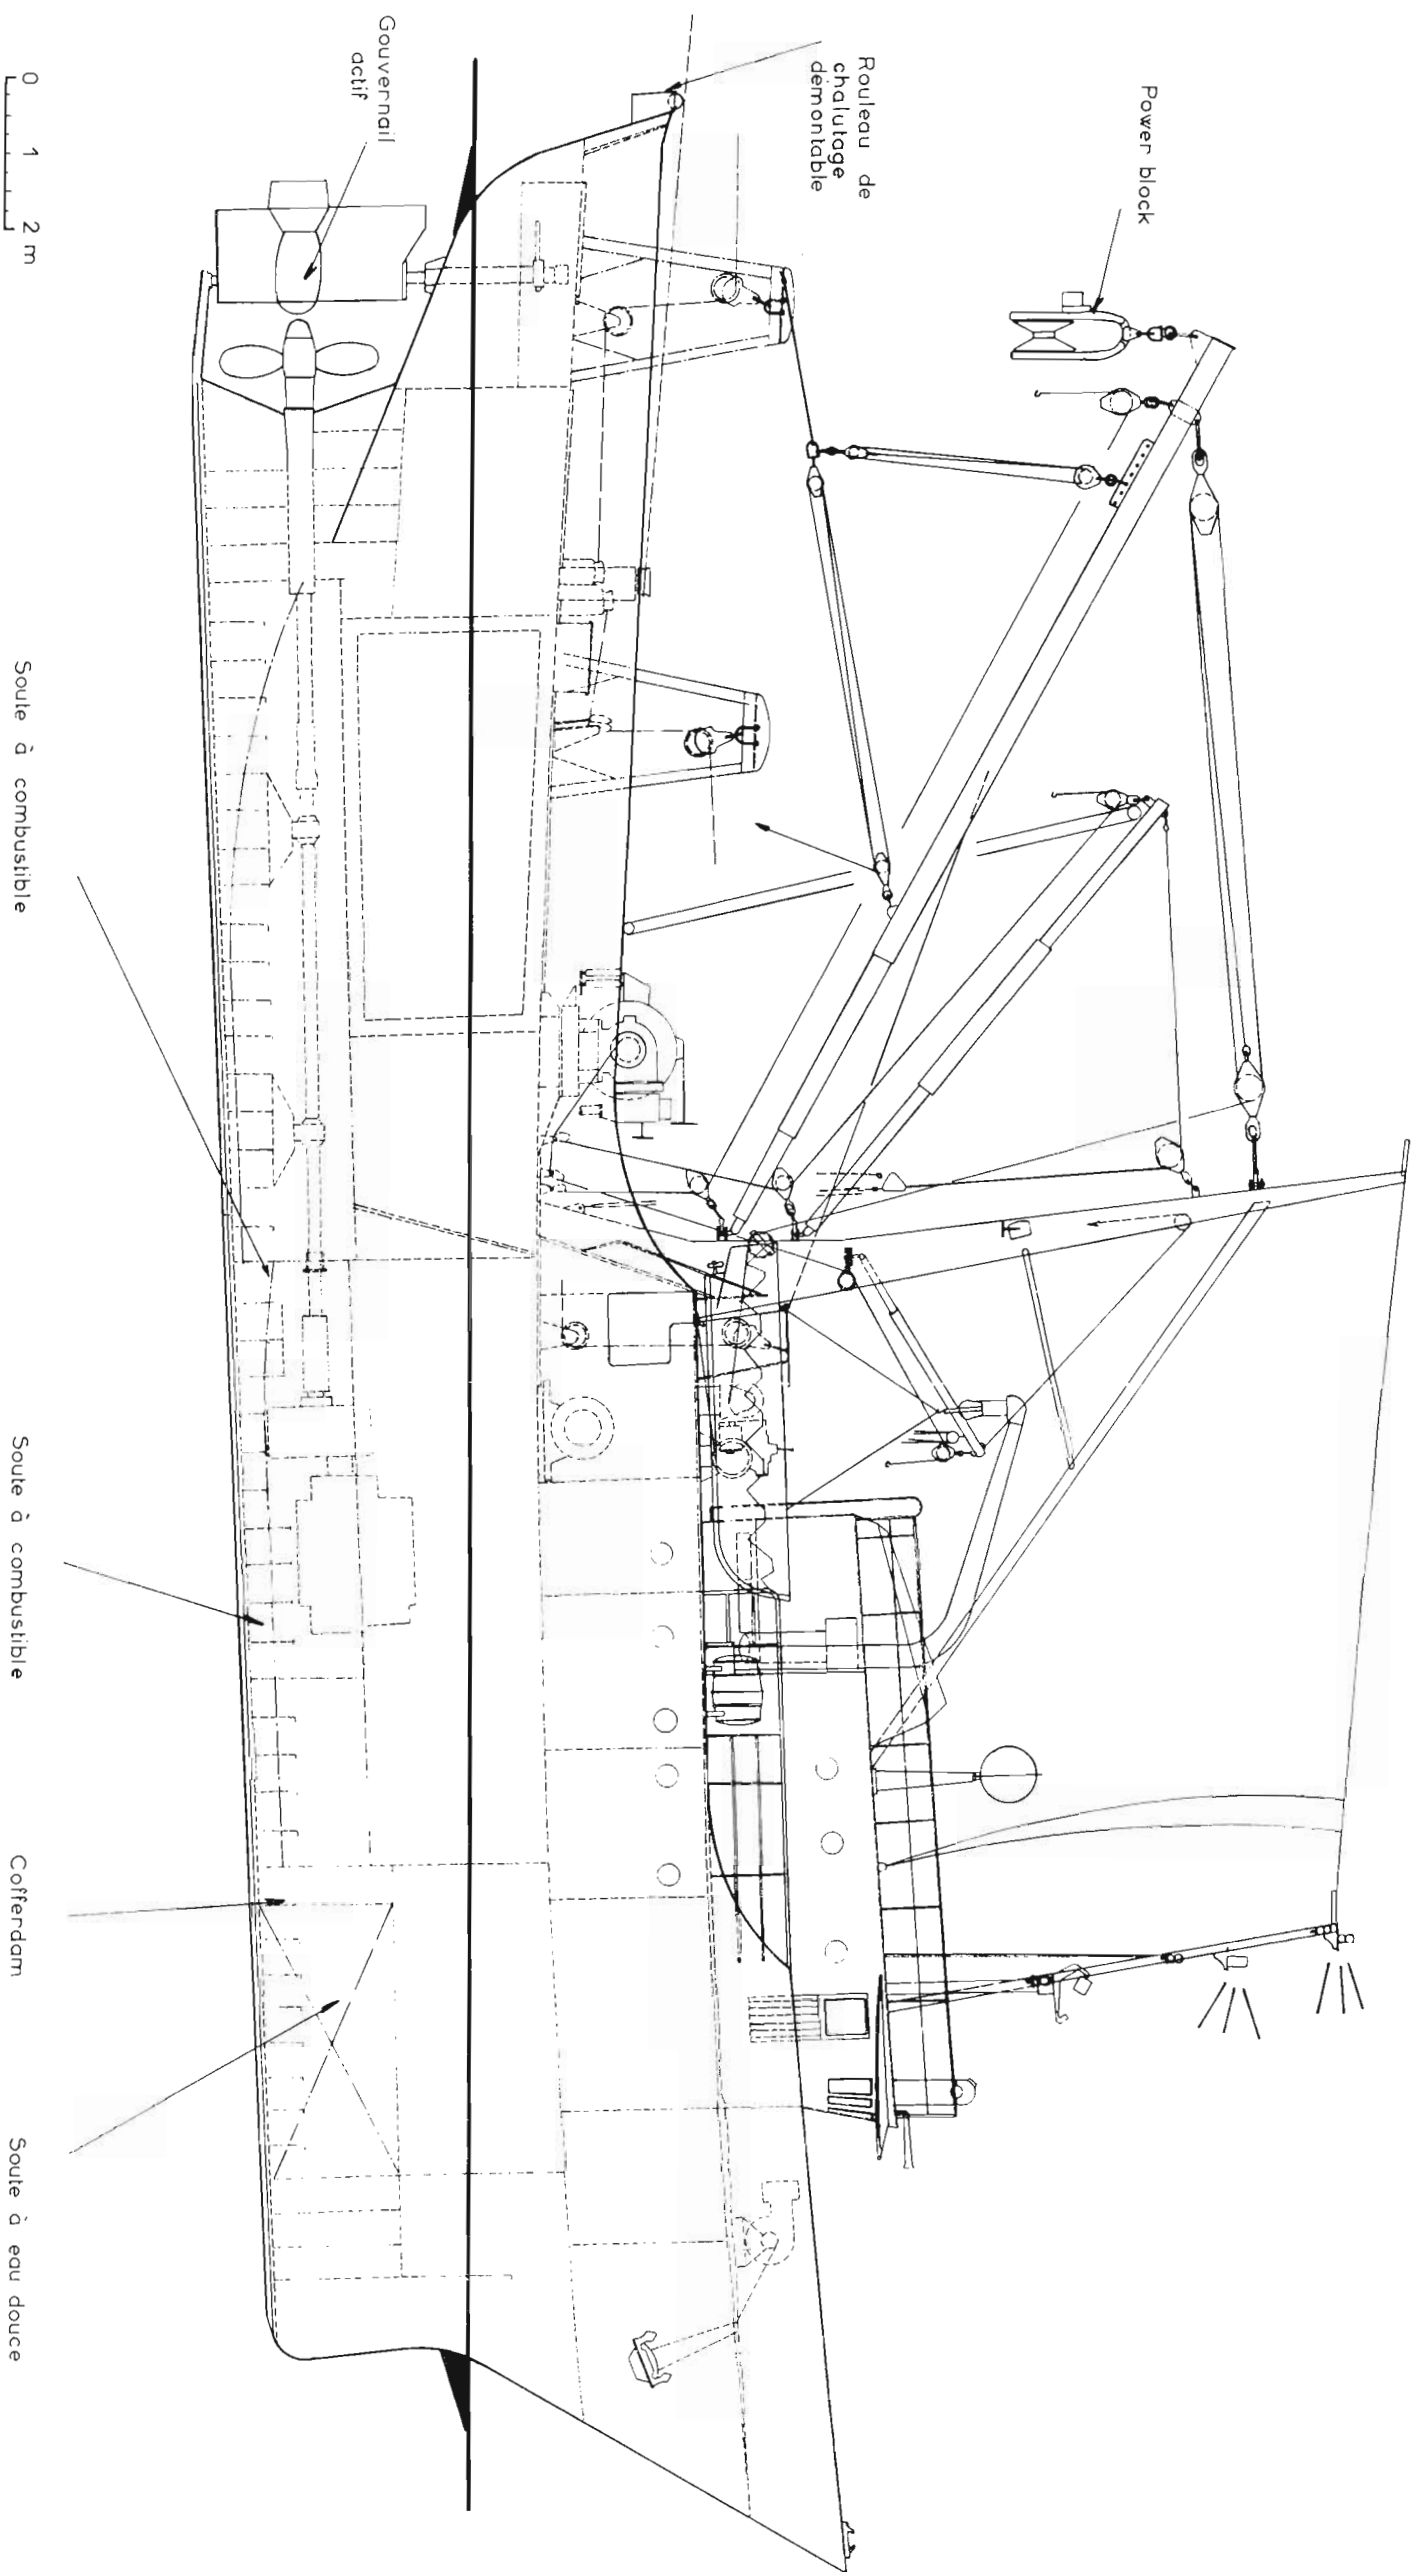 Power block
Rouleau de
chalutage
démontable
Gouvernail
actif
0 1 2 m
Soute à combustible
Soute à combustible
Cofferdam
Soute à eau douce